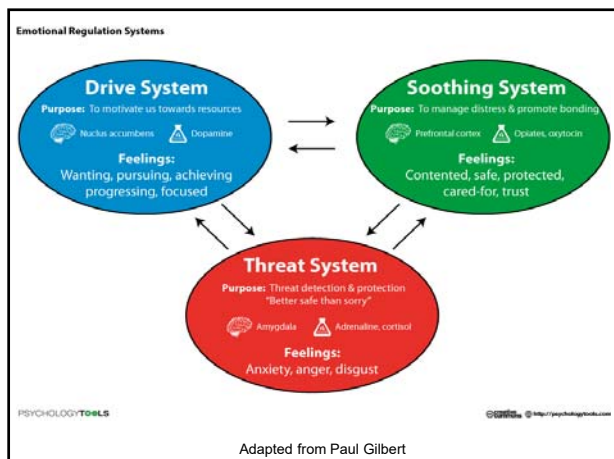 Emotional Regulation Systems
Drive System
Purpose: To motivate us towards resources
Nuclus accumbens
Dopamine
Feelings:
Wanting, pursuing, achieving
progressing, focused
Soothing System
Purpose: To manage distress & promote bonding
Prefrontal cortex
Opiates, oxytocin
Feelings:
Contented, safe, protected,
cared-for, trust
Threat System
Purpose: Threat detection & protection
"Better safe than sorry"
Amygdala
Adrenaline, cortisol
Feelings:
Anxiety, anger, disgust
PSYCHOLOGYTOOLS
creative
commons
http://psychologytools.com
Adapted from Paul Gilbert